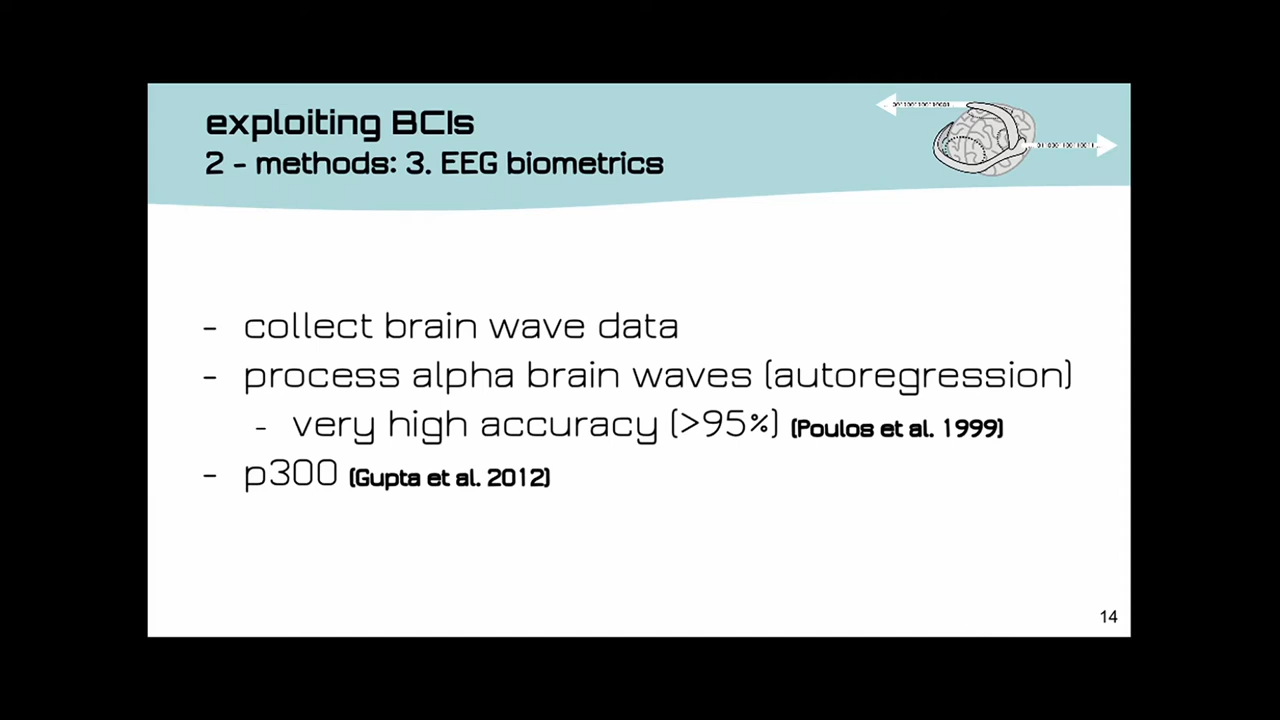 exploiting BCIs
2 - methods: 3. EEG biometrics
- collect brain wave data
- process alpha brain waves (autoregression)
- very high accuracy (>95%) (Poulos et al. 1999)
- p300 (Gupta et al. 2012)
14